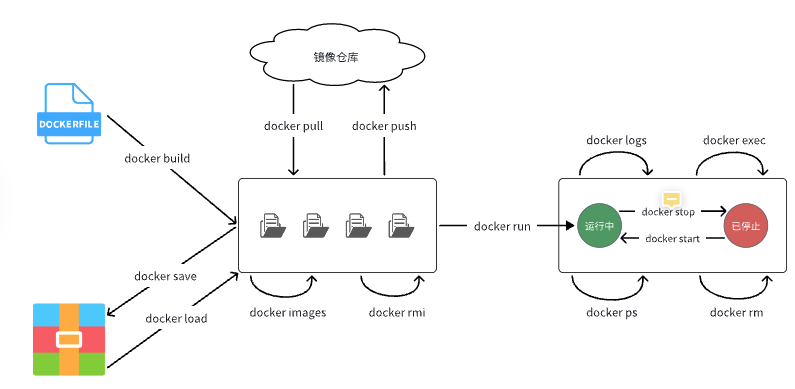 镜像仓库
DOCKERFILE
docker pull
docker push
docker build
docker logs
docker exec
docker run
运行中
docker stop
已停止
docker start
docker save
docker load
docker images
docker rmi
docker ps
docker rm